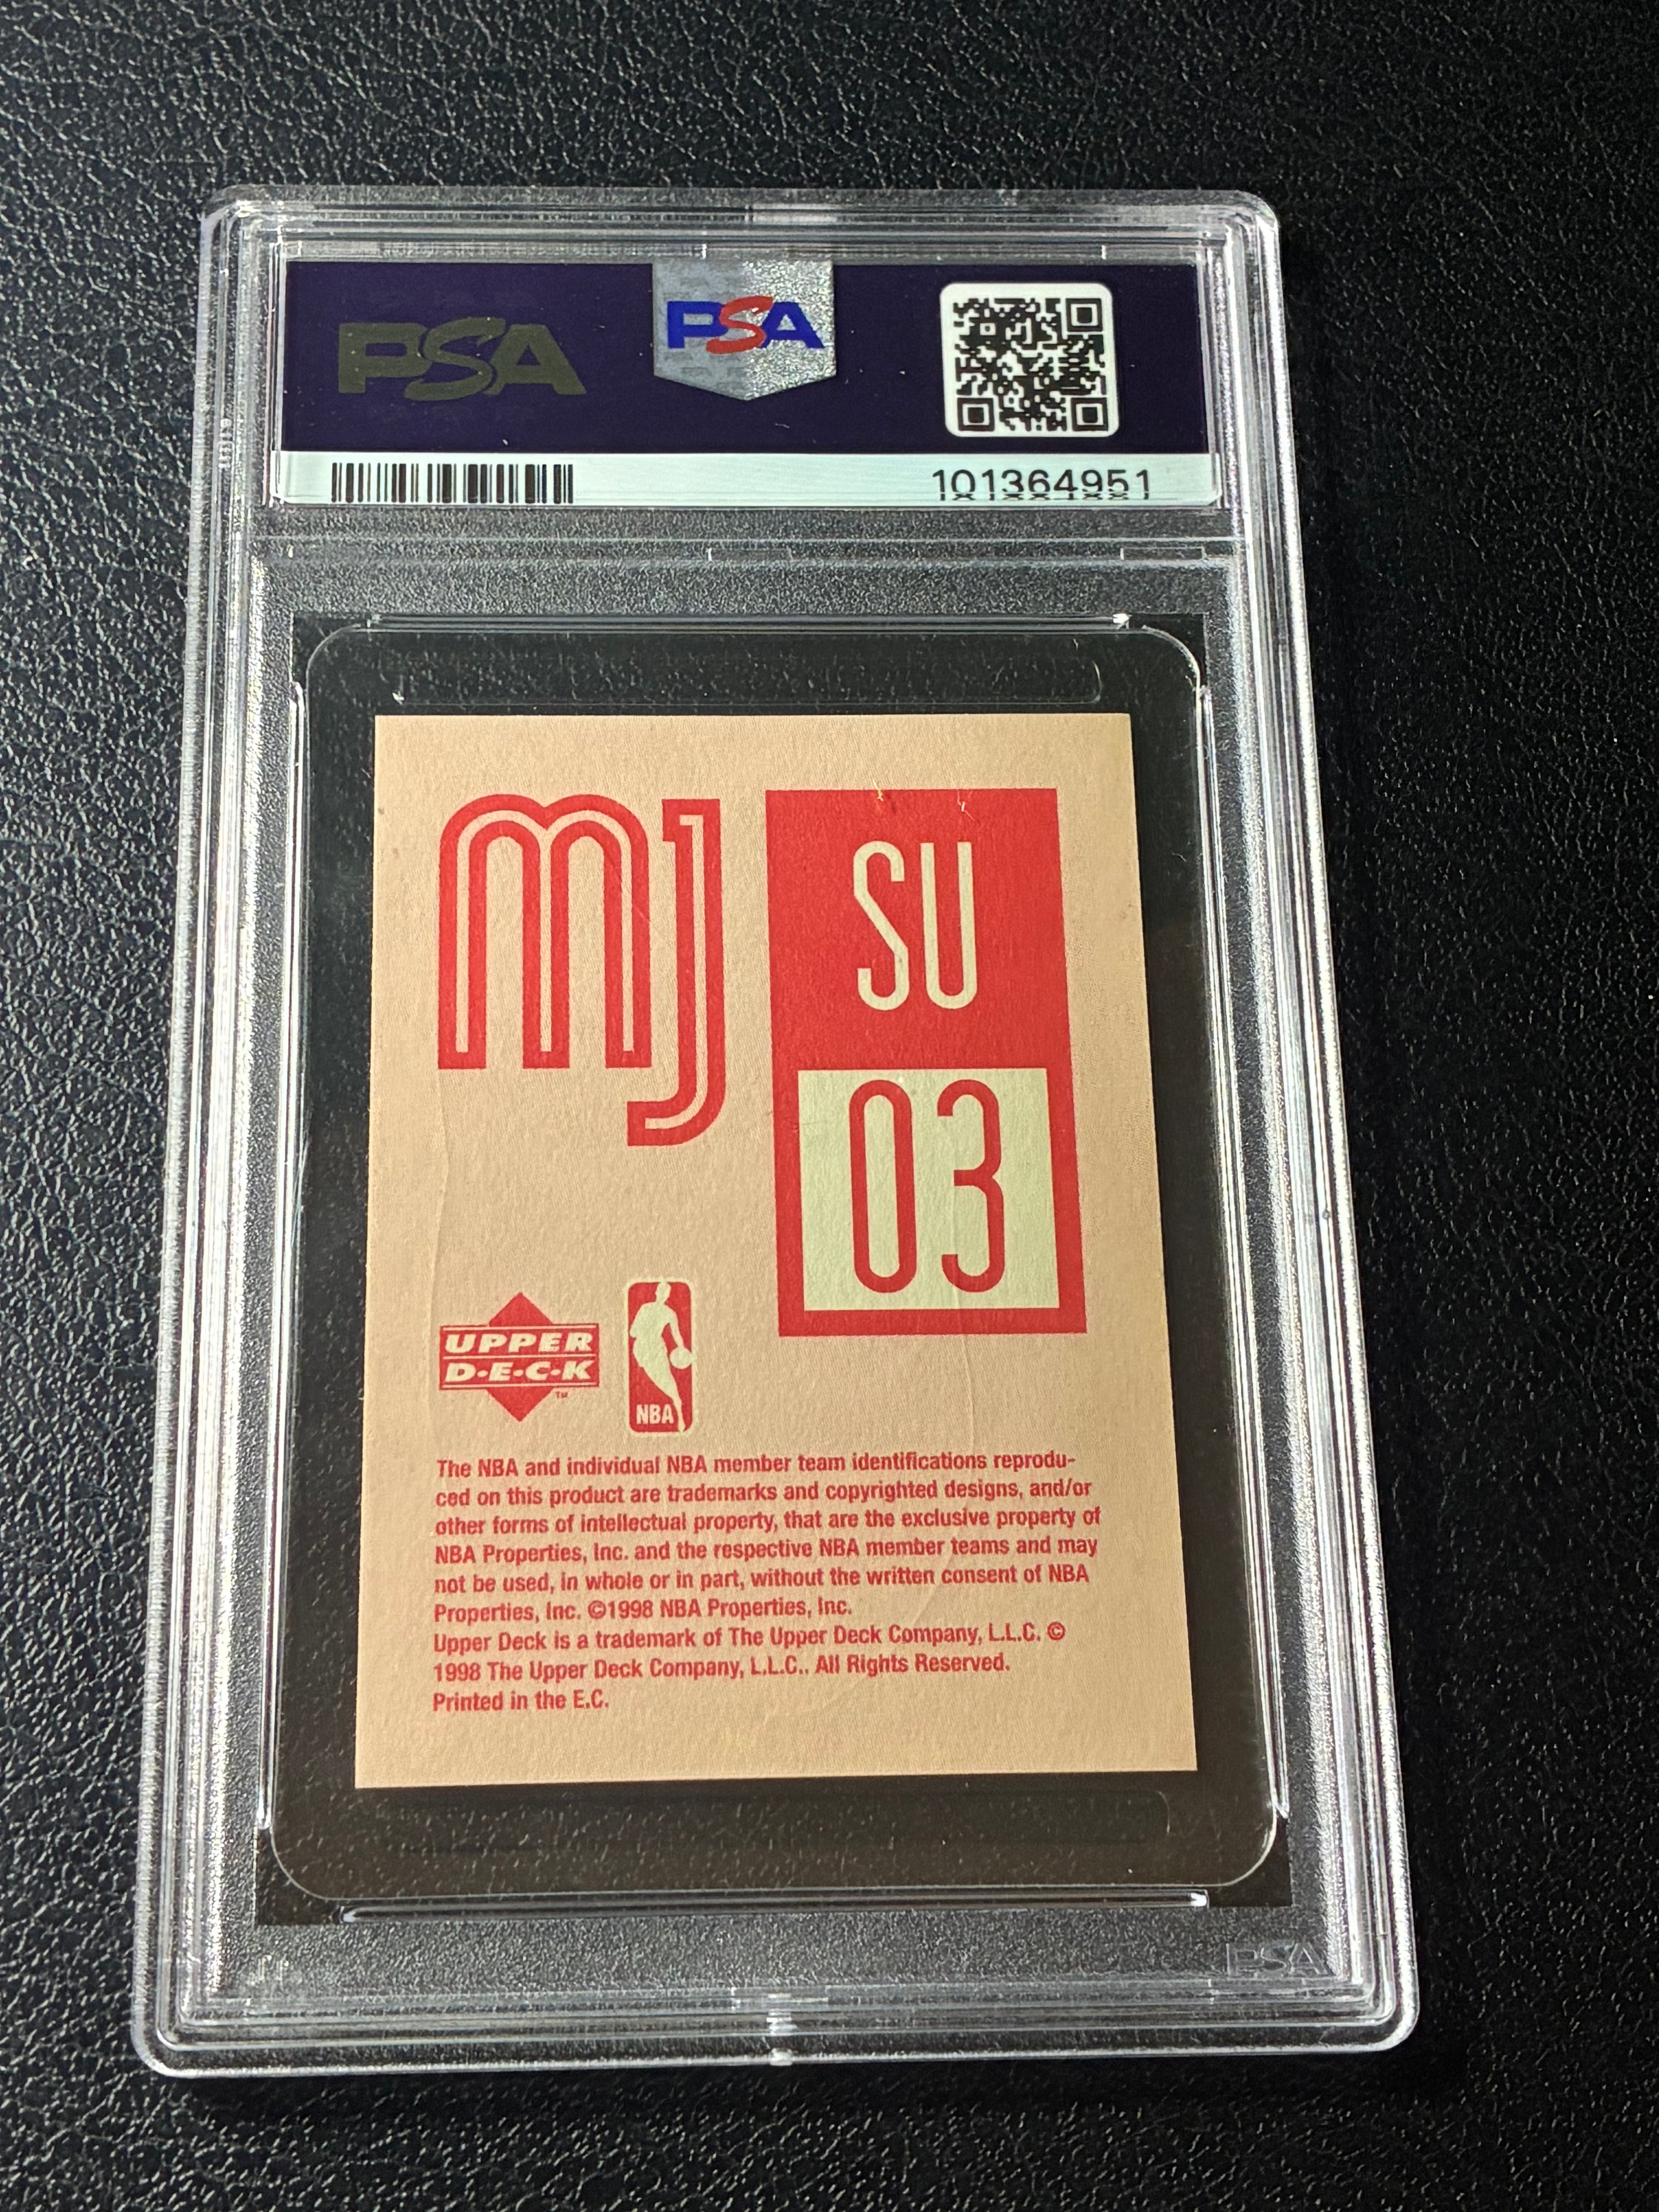 PSA
PSA
101364951
MJ
SU
03
UPPER
D·E·C·K
TM
NBA
The NBA and individual NBA member team identifications reprodu-
ced on this product are trademarks and copyrighted designs, and/or
other forms of intellectual property, that are the exclusive property of
NBA Properties, Inc. and the respective NBA member teams and may
not be used, in whole or in part, without the written consent of NBA
Properties, Inc. ©1998 NBA Properties, Inc.
Upper Deck is a trademark of The Upper Deck Company, L.L.C. ©
1998 The Upper Deck Company, L.L.C.. All Rights Reserved.
Printed in the E.C.
PSA